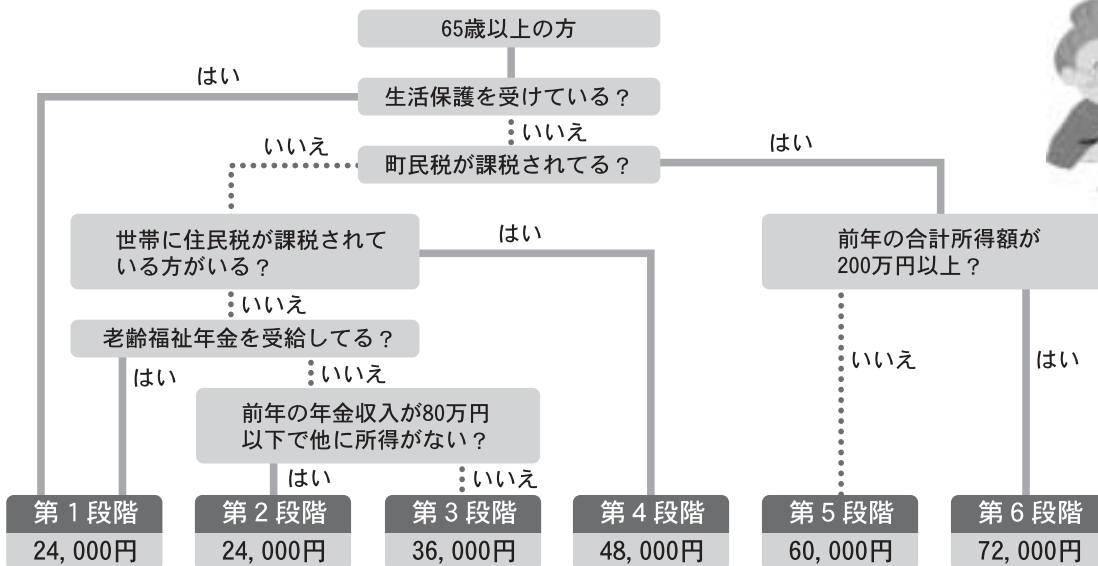 65歳以上の方
はい
生活保護を受けている？
いいえ
いいえ
町民税が課税されてる？
はい
世帯に住民税が課税されて
いる方がいる？
はい
前年の合計所得額が
200万円以上？
いいえ
老齢福祉年金を受給してる？
はい
いいえ
いいえ
はい
前年の年金収入が80万円
以下で他に所得がない？
はい
いいえ
第１段階
第２段階
第３段階
第４段階
第５段階
第６段階
24,000円
24,000円
36,000円
48,000円
60,000円
72,000円